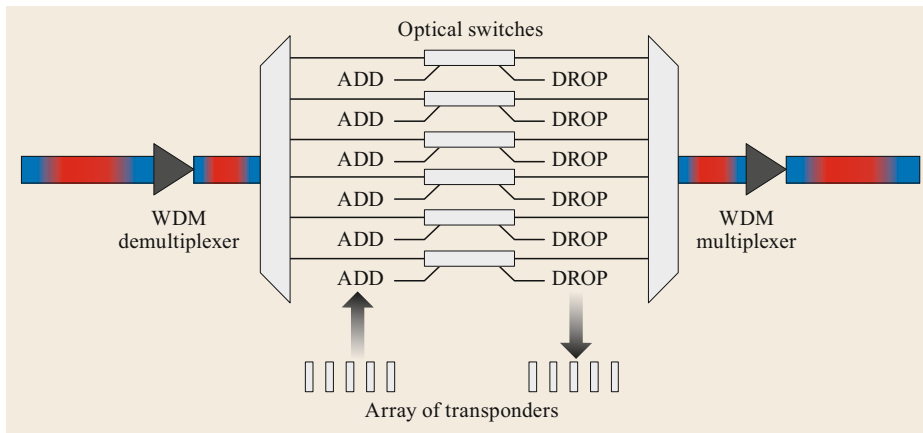 Optical switches
ADD DROP
ADD DROP
ADD DROP
ADD DROP
ADD DROP
ADD DROP
WDM
demultiplexer
WDM
multiplexer
Array of transponders